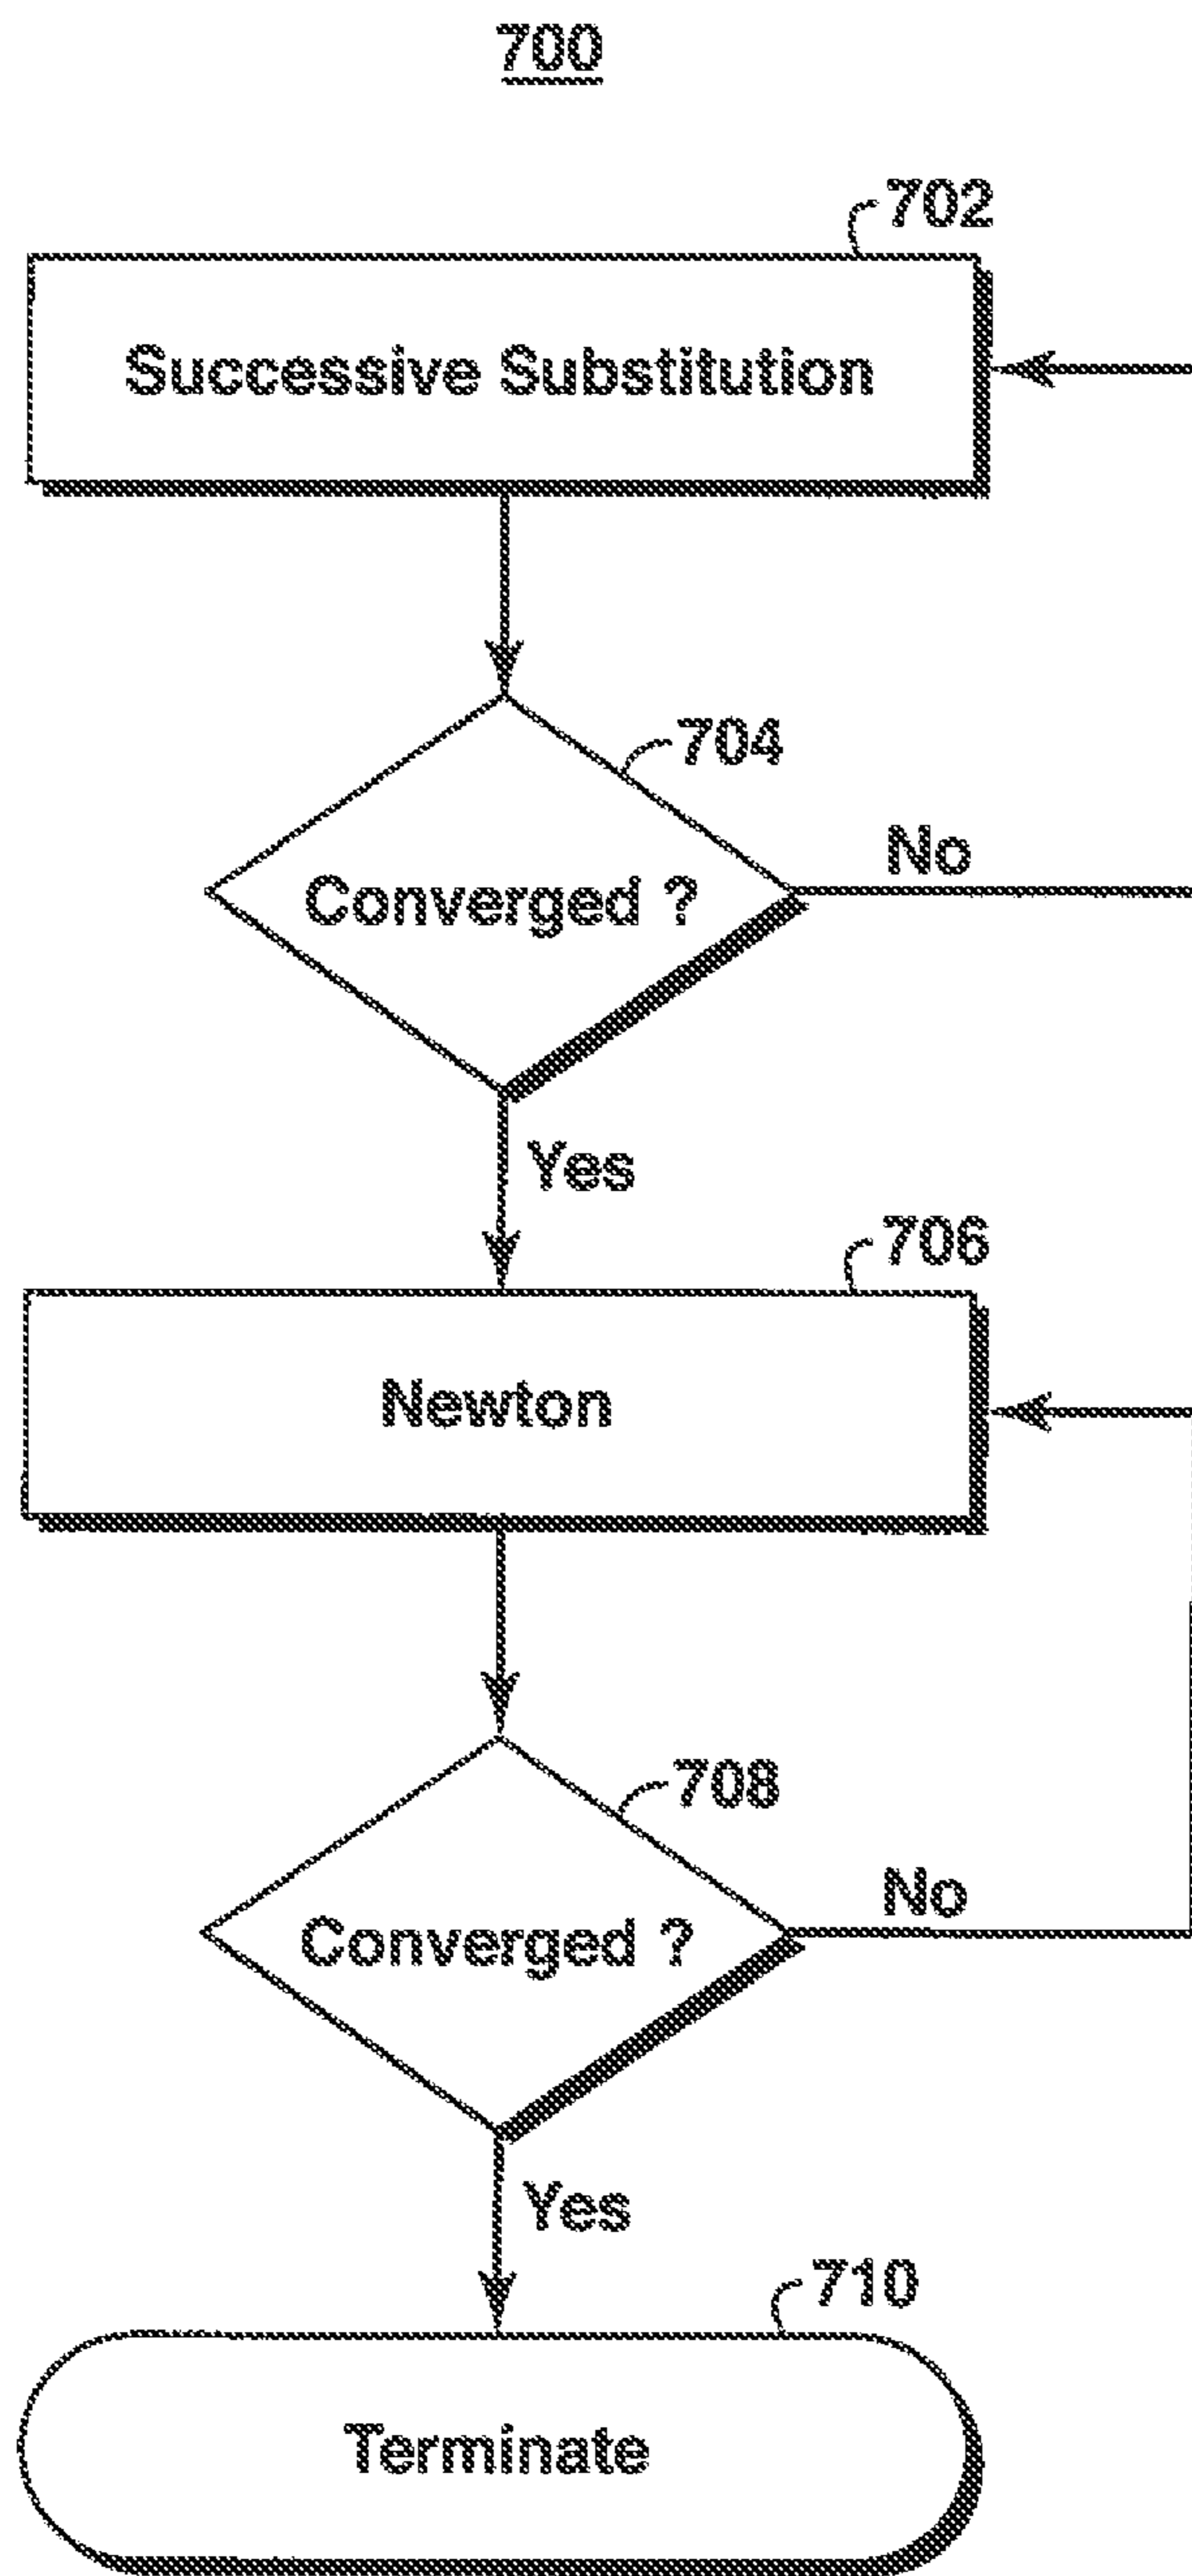 700
702
Successive Substitution
704
Converged ?
No
Yes
706
Newton
708
Converged ?
No
Yes
710
Terminate